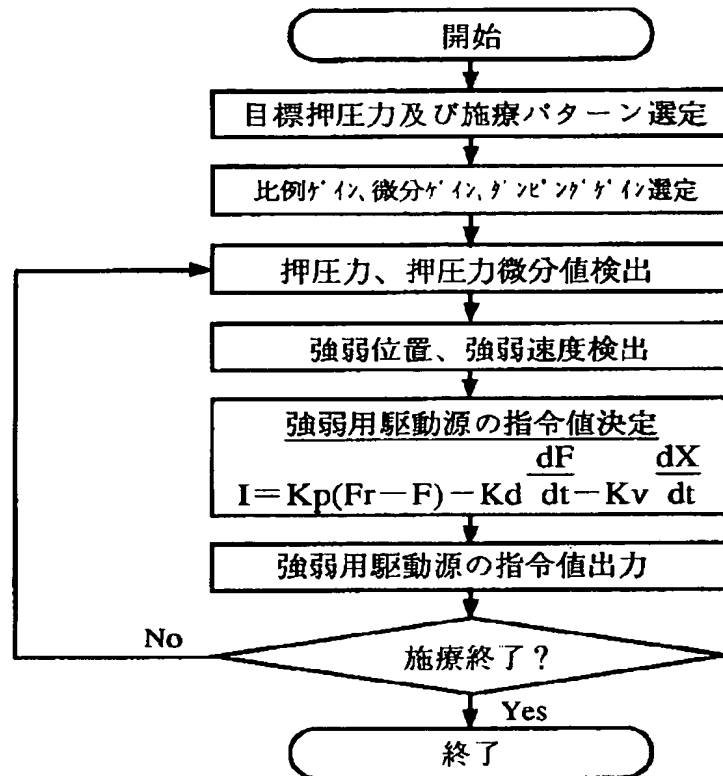 開始
目標押圧力及び施療パターン選定
比例ゲイン、微分ゲイン、ダンピングゲイン選定
押圧力、押圧力微分値検出
強弱位置、強弱速度検出
強弱用駆動源の指令値決定
I=Kp(Fr−F)−Kd dF/dt−Kv dX/dt
強弱用駆動源の指令値出力
No
施療終了?
Yes
終了